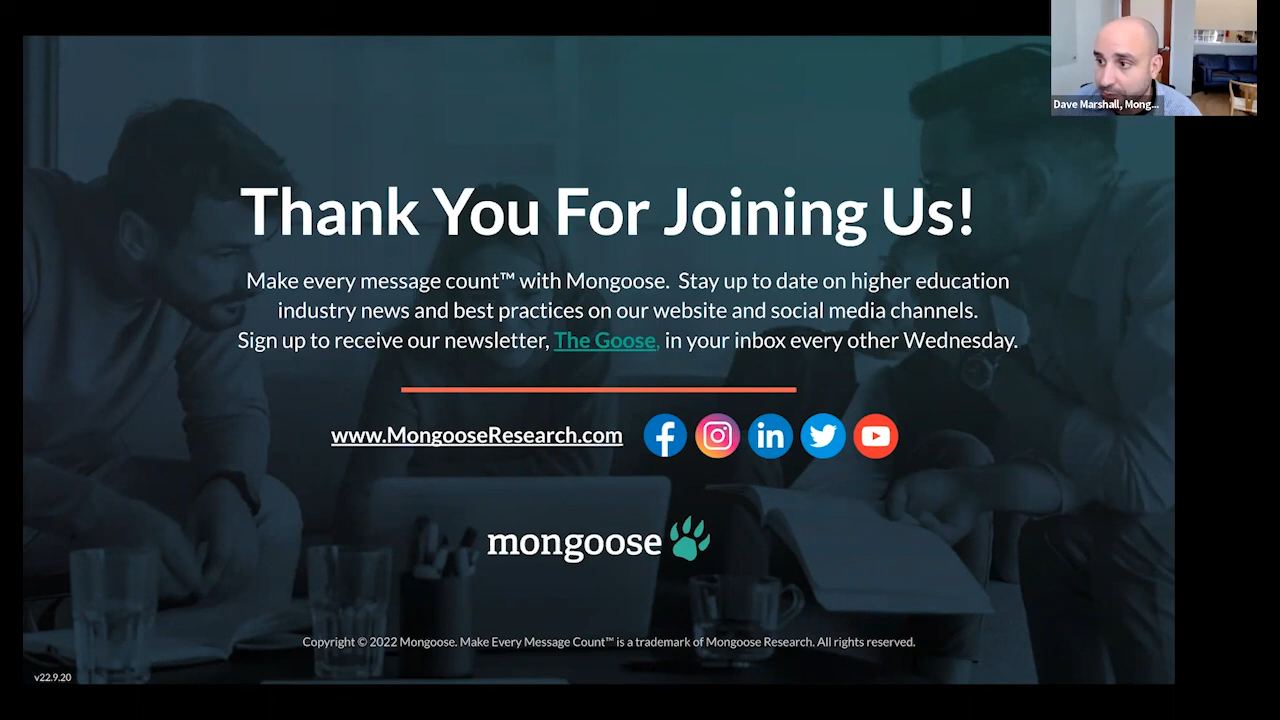 Dave Marshall, Mong...
Thank You For Joining Us!
Make every message count™ with Mongoose. Stay up to date on higher education
industry news and best practices on our website and social media channels.
Sign up to receive our newsletter, The Goose, in your inbox every other Wednesday.
www.MongooseResearch.com
mongoose
Copyright © 2022 Mongoose. Make Every Message Count™ is a trademark of Mongoose Research. All rights reserved.
v22.9.20